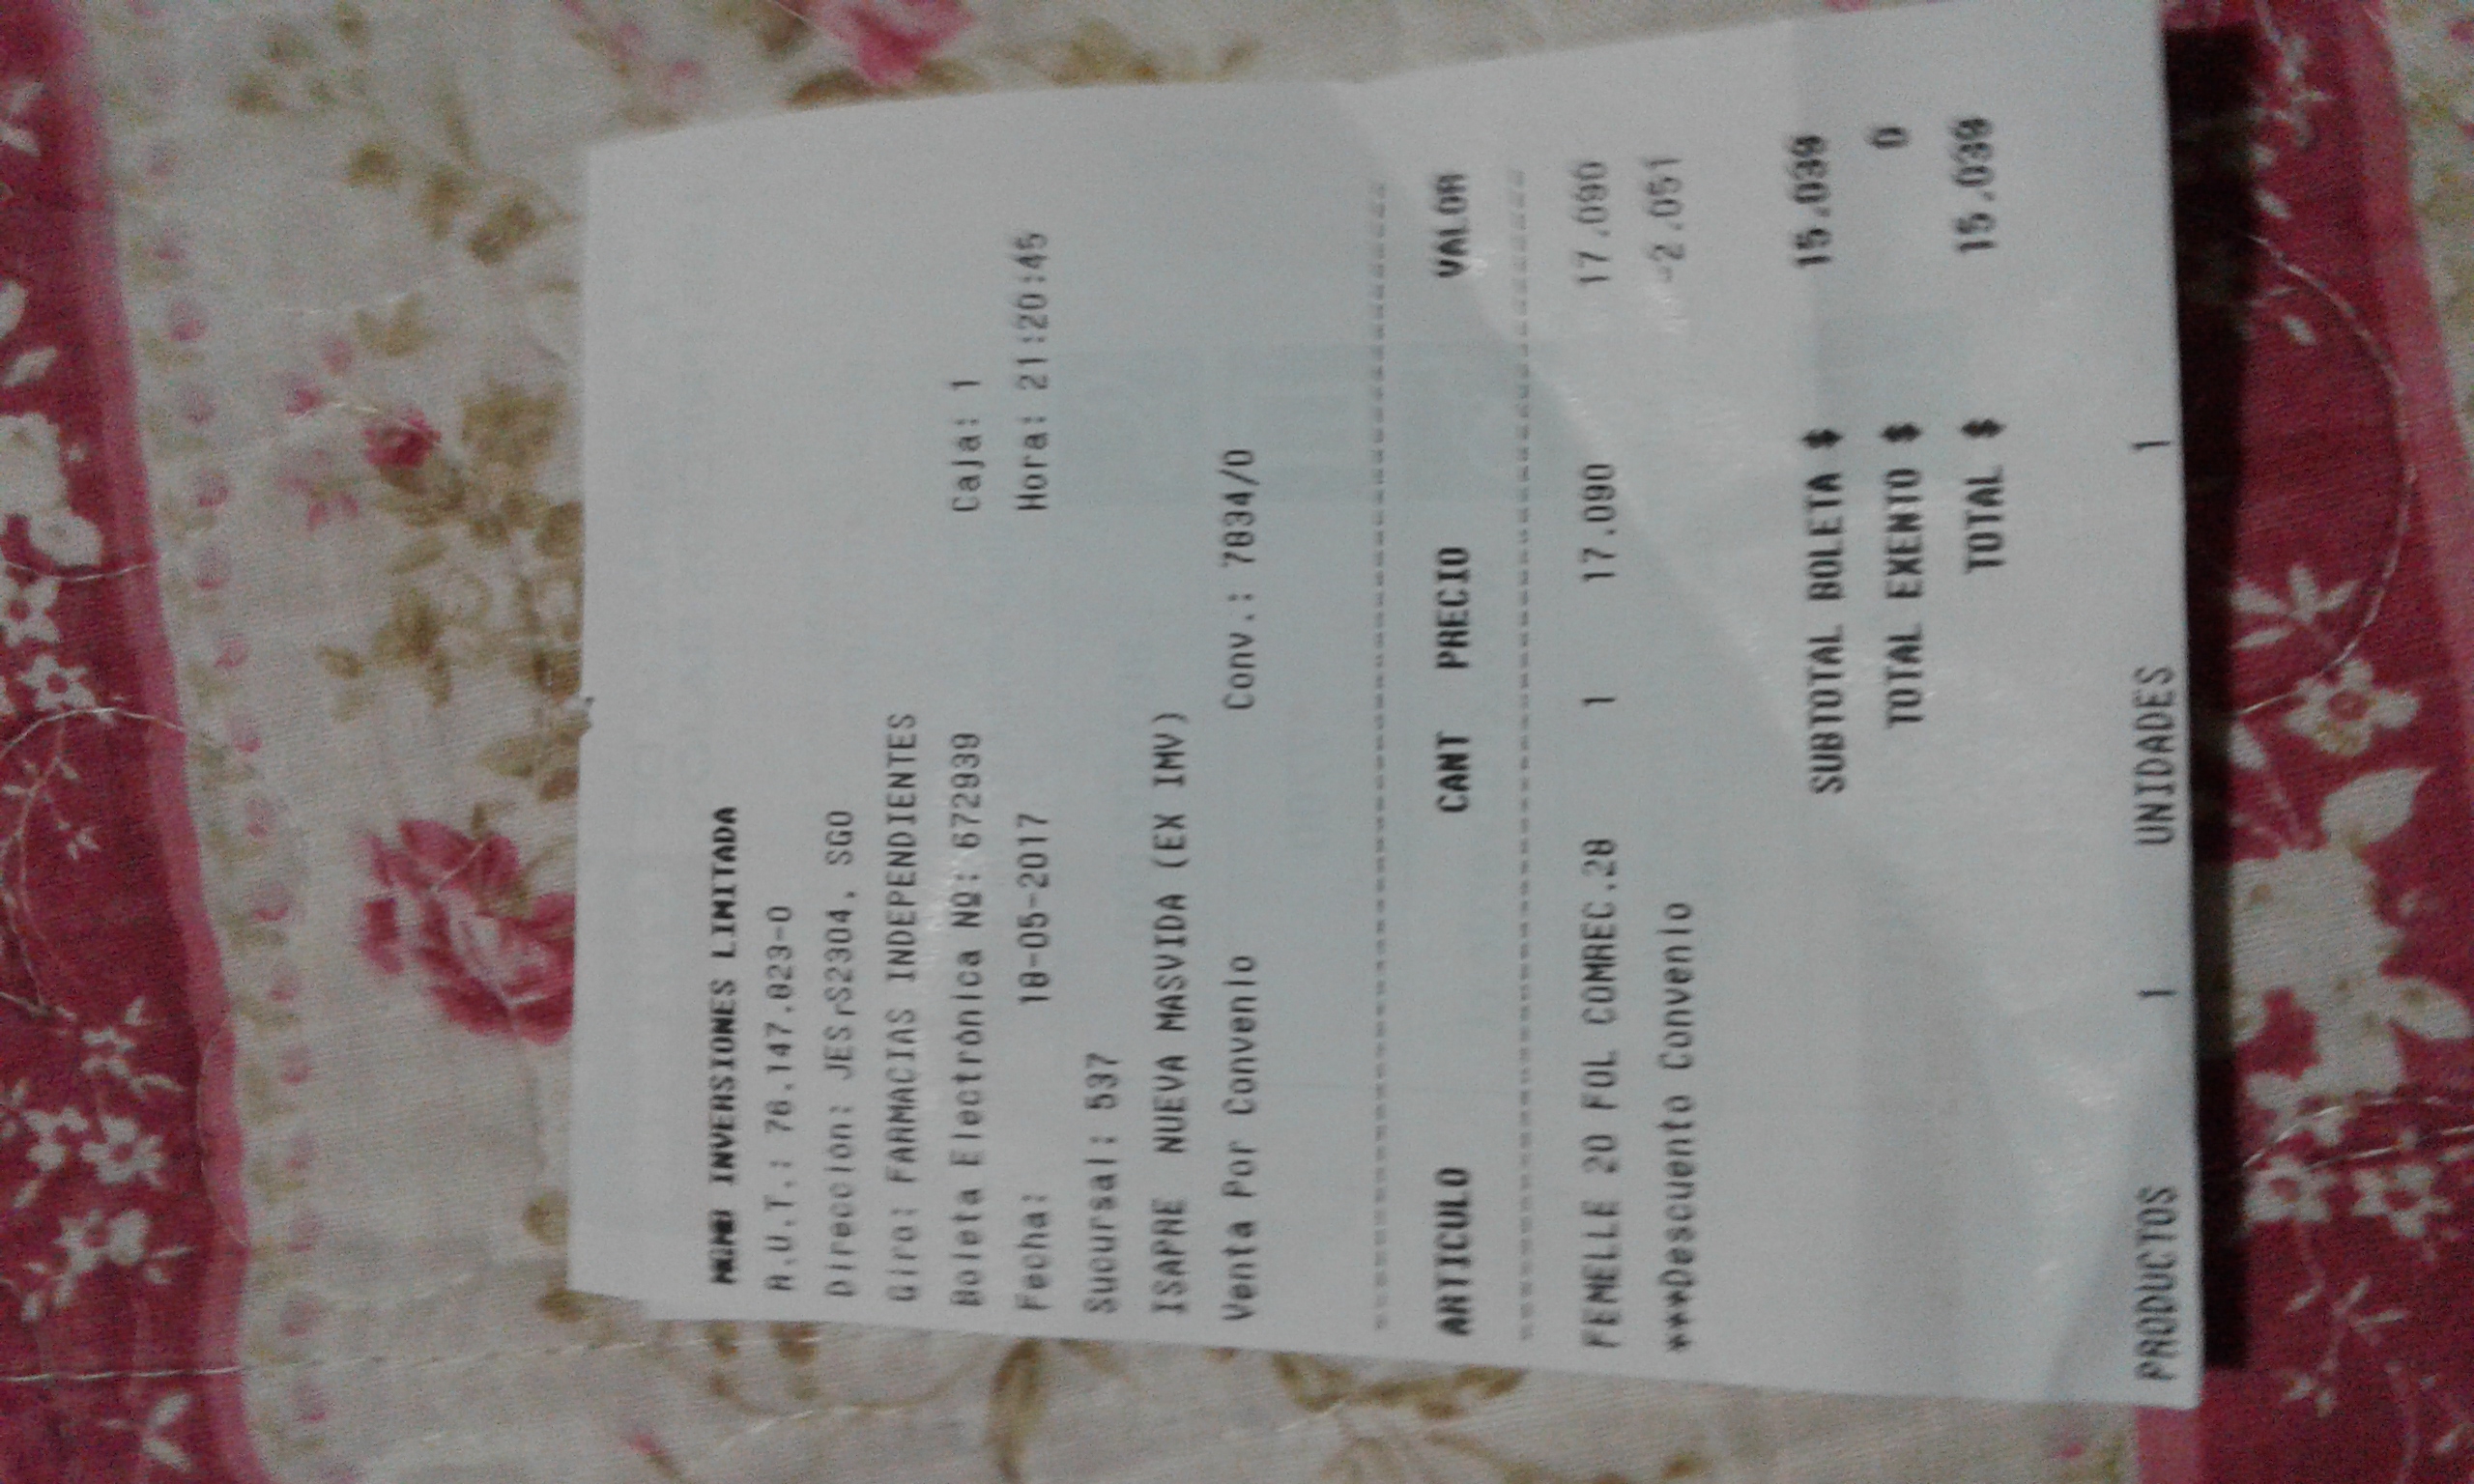 INVERSIONES LIMITADA
R.U.T.: 76.147.823-0
Dirección: JES┌S2304, SGO
Giro: FARMACIAS INDEPENDIENTES
Boleta Electrónica Nº: 672939 Caja: 1
Fecha: 18-05-2017 Hora: 21:20:45
Sucursal: 537
ISAPRE NUEVA MASVIDA (EX IMV)
Venta Por Convenio Conv.: 7834/0
ARTICULO CANT PRECIO VALOR
FEMELLE 20 FOL COMREC.28 1 17.090 17.090
***Descuento Convenio -2.051
SUBTOTAL BOLETA $ 15.039
TOTAL EXENTO $ 0
TOTAL $ 15.039
PRODUCTOS 1 UNIDADES 1